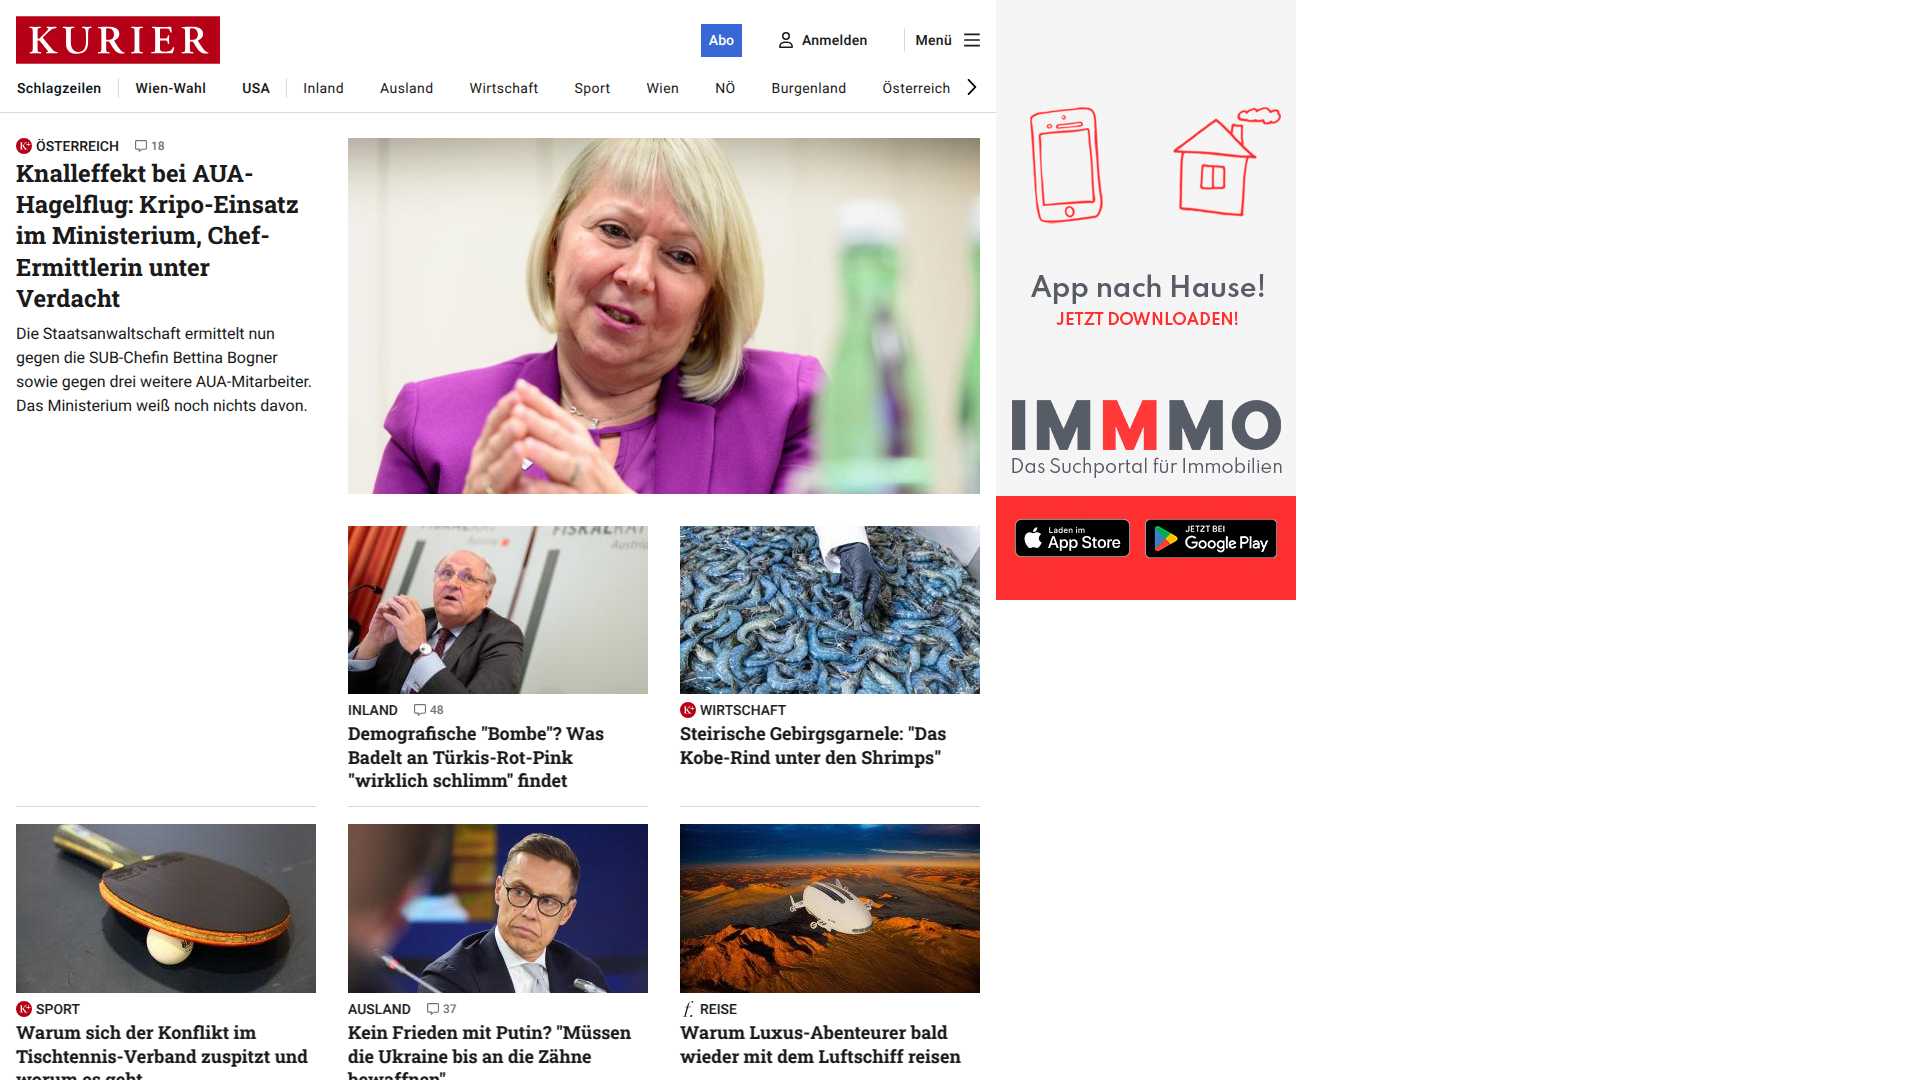 KURIER
Abo
Anmelden
Menü
Schlagzeilen
Wien-Wahl
USA
Inland
Ausland
Wirtschaft
Sport
Wien
NÖ
Burgenland
Österreich
ÖSTERREICH
18
Knalleffekt bei AUA-
Hagelflug: Kripo-Einsatz
im Ministerium, Chef-
Ermittlerin unter
Verdacht
Die Staatsanwaltschaft ermittelt nun
gegen die SUB-Chefin Bettina Bogner
sowie gegen drei weitere AUA-Mitarbeiter.
Das Ministerium weiß noch nichts davon.
FISKALRAT
Austria
INLAND
48
Demografische "Bombe"? Was
Badelt an Türkis-Rot-Pink
"wirklich schlimm" findet
K+
WIRTSCHAFT
Steirische Gebirgsgarnele: "Das
Kobe-Rind unter den Shrimps"
K+
SPORT
Warum sich der Konflikt im
Tischtennis-Verband zuspitzt und
worum es geht
AUSLAND
37
Kein Frieden mit Putin? "Müssen
die Ukraine bis an die Zähne
bewaffnen"
f.
REISE
Warum Luxus-Abenteurer bald
wieder mit dem Luftschiff reisen
App nach Hause!
JETZT DOWNLOADEN!
IMMMO
Das Suchportal für Immobilien
Laden im
App Store
JETZT BEI
Google Play